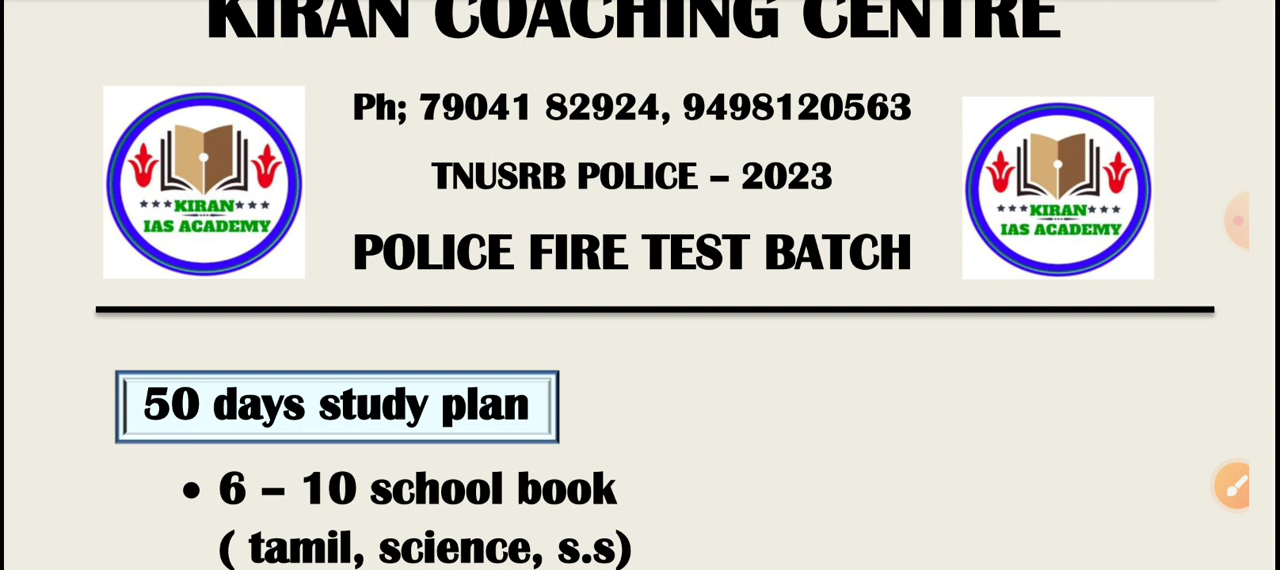 KIRAN COACHING CENTRE
Ph; 79041 82924, 9498120563
TNUSRB POLICE – 2023
POLICE FIRE TEST BATCH
★★★KIRAN★★★
IAS ACADEMY
★★★KIRAN★★★
IAS ACADEMY
50 days study plan
• 6 – 10 school book
( tamil, science, s.s)